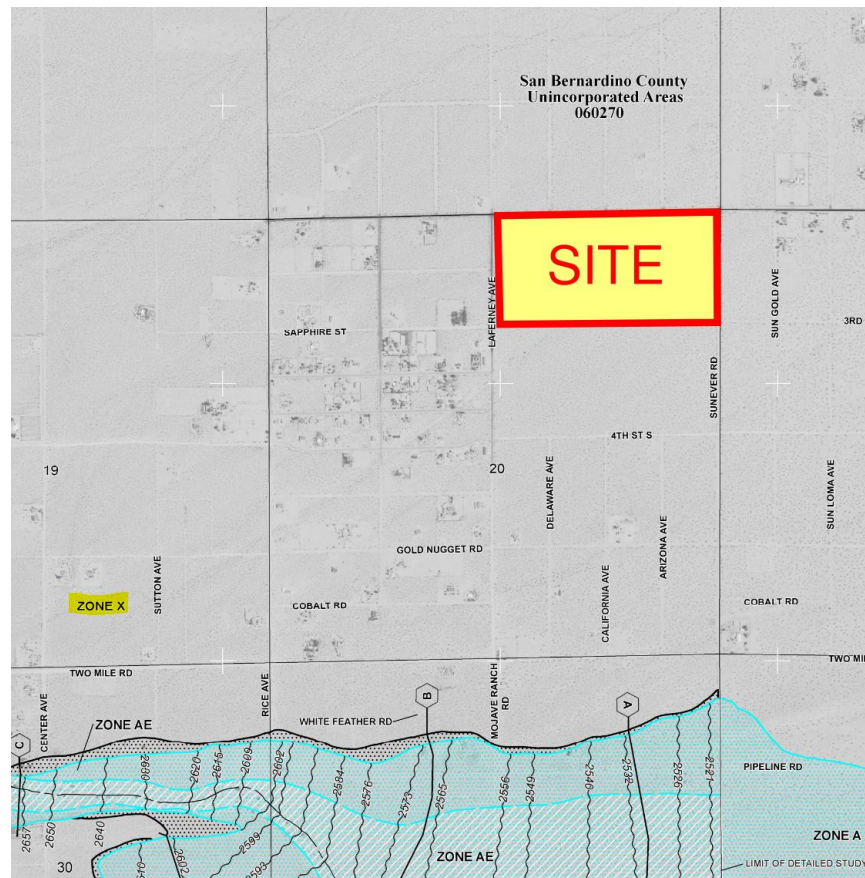 San Bernardino County
Unincorporated Areas
060270
SITE
LAFERNEY AVE
SUN GOLD AVE
SAPPHIRE ST
3RD
SUNEVER RD
4TH ST S
19
20
DELAWARE AVE
SUN LOMA AVE
ARIZONA AVE
GOLD NUGGET RD
SUTTON AVE
CALIFORNIA AVE
ZONE X
COBALT RD
COBALT RD
TWO MILE RD
TWO MI
CENTER AVE
RICE AVE
MOJAVE RANCH
RD
B
A
C
ZONE AE
WHITE FEATHER RD
PIPELINE RD
2620
2615
2609
2602
2584
2576
2573
2565
2556
2549
2540
2532
2526
2521
2657
2650
2640
2602
2599
2593
30
ZONE AE
ZONE A
LIMIT OF DETAILED STUDY